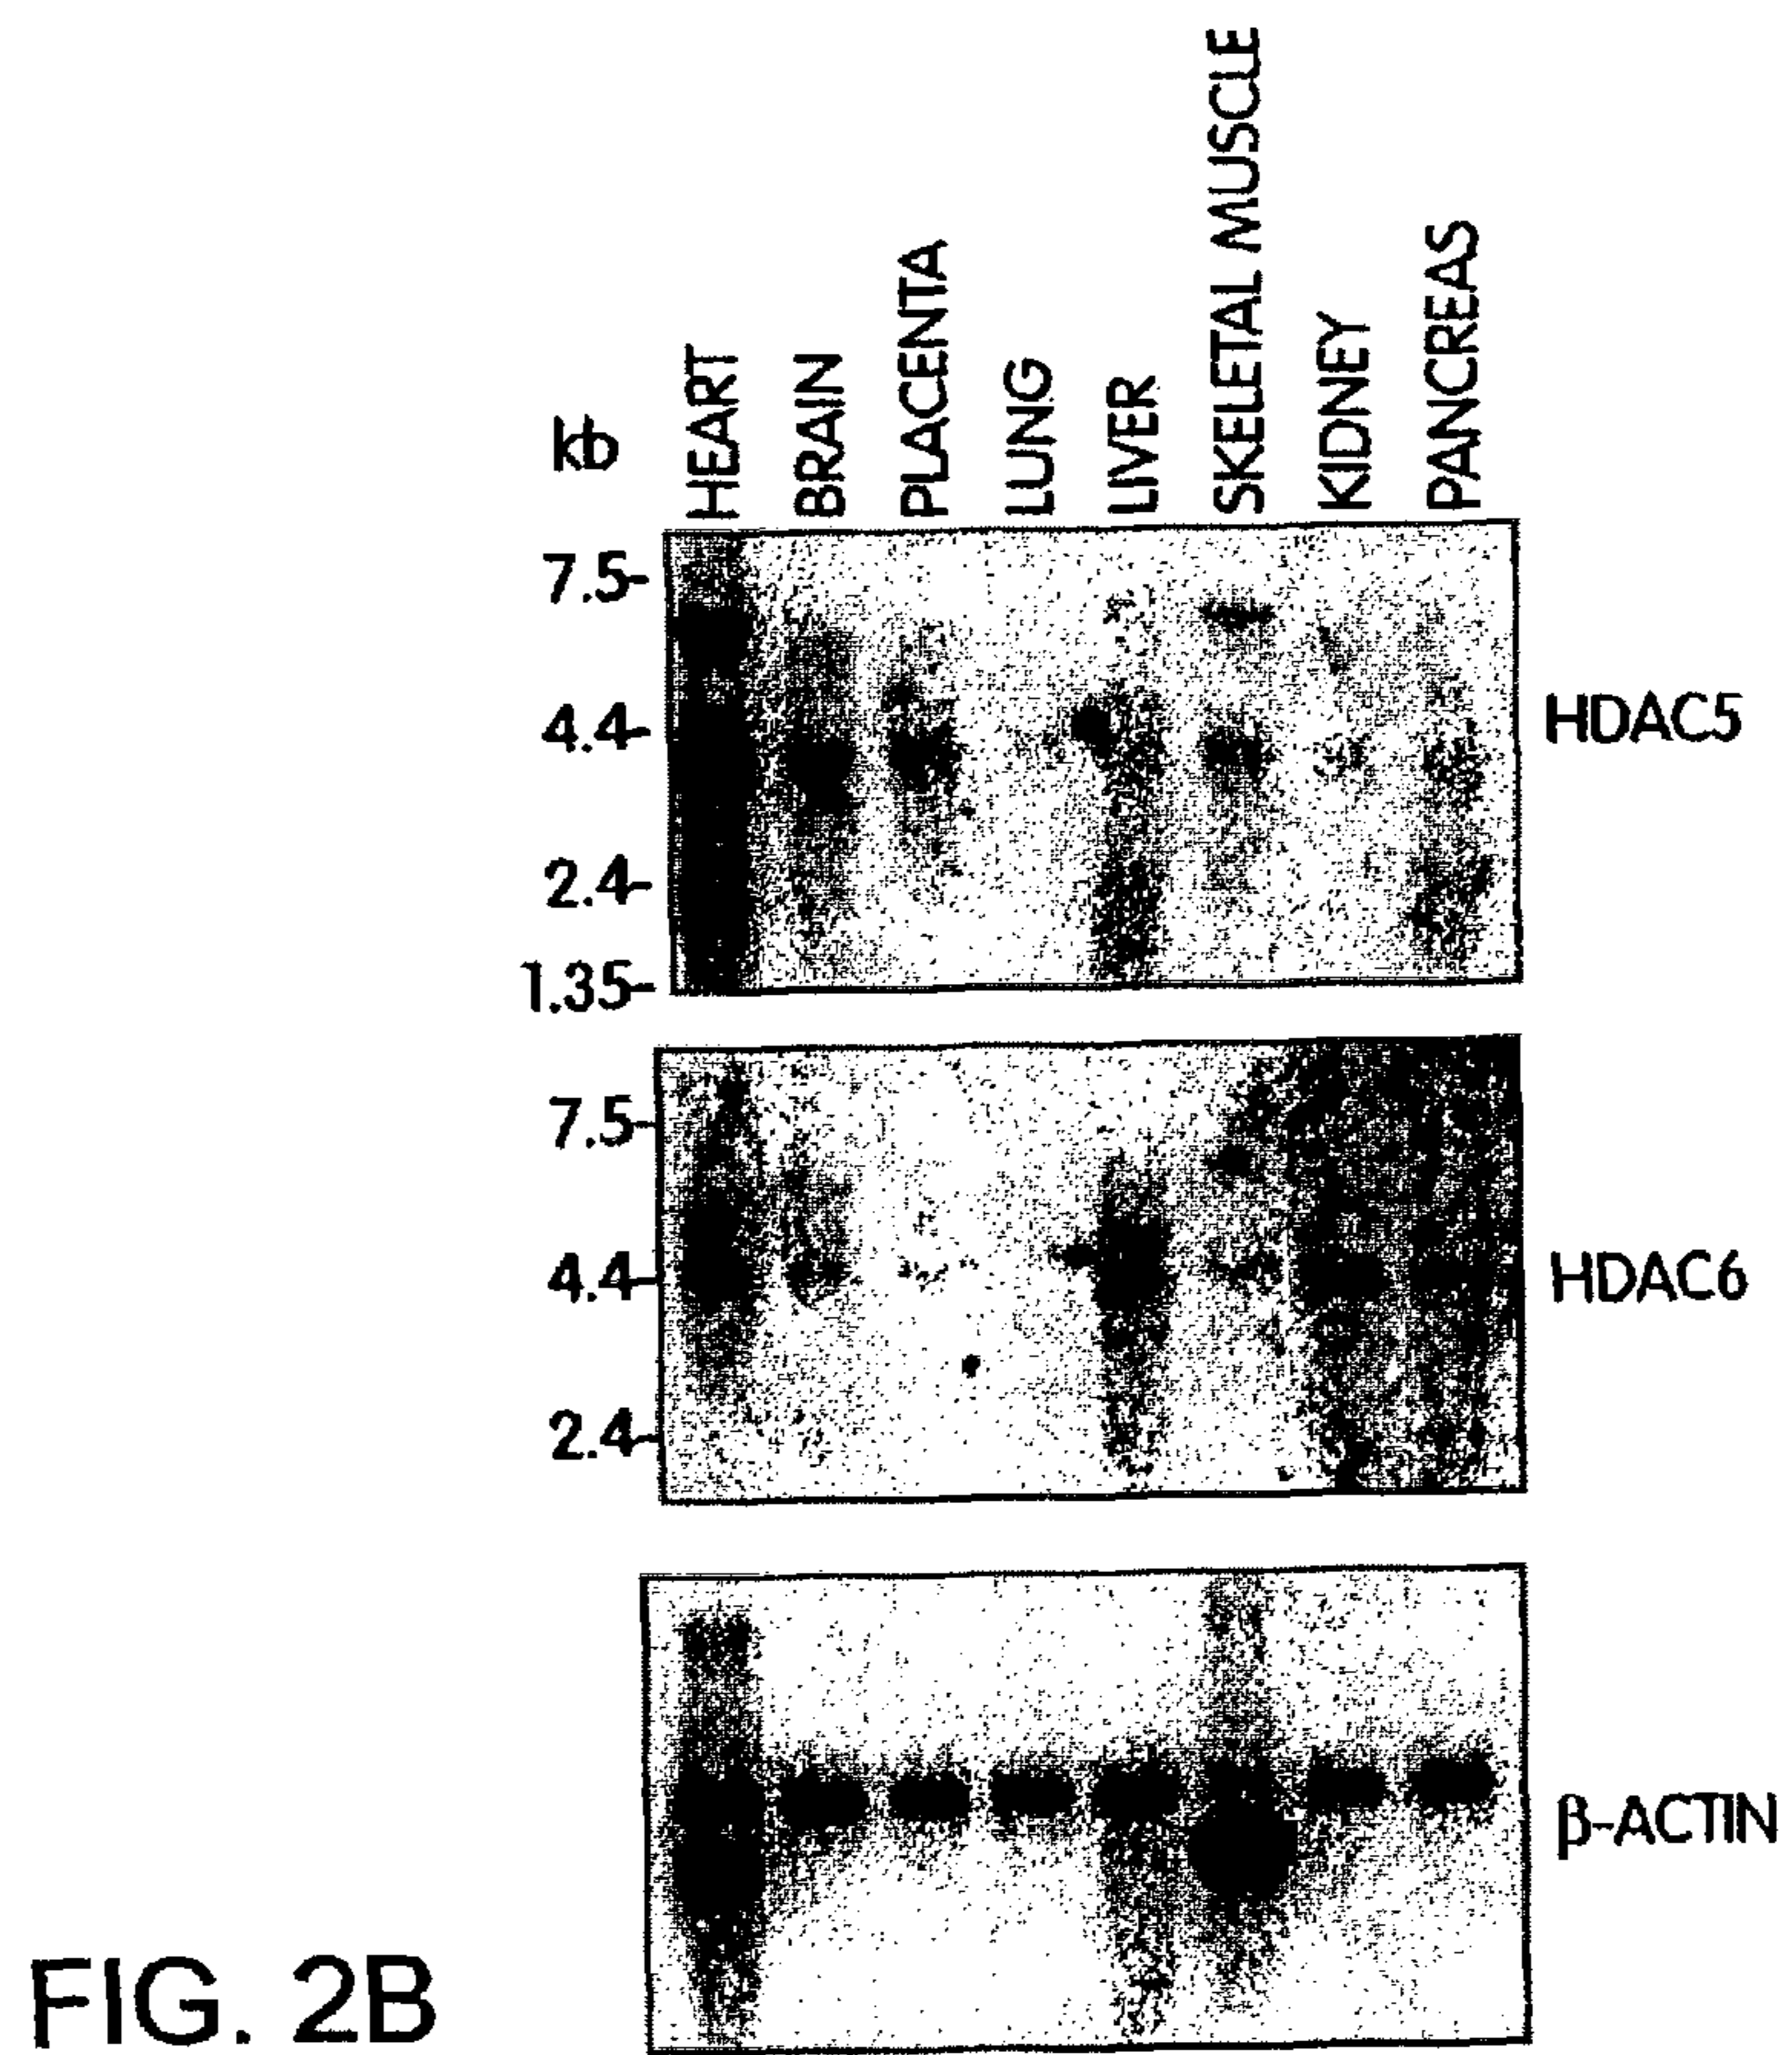 kb
HEART
BRAIN
PLACENTA
LUNG
LIVER
SKELETAL MUSCLE
KIDNEY
PANCREAS
7.5-
4.4-
2.4-
1.35-
HDAC5
7.5-
4.4-
2.4-
HDAC6
β-ACTIN
FIG. 2B